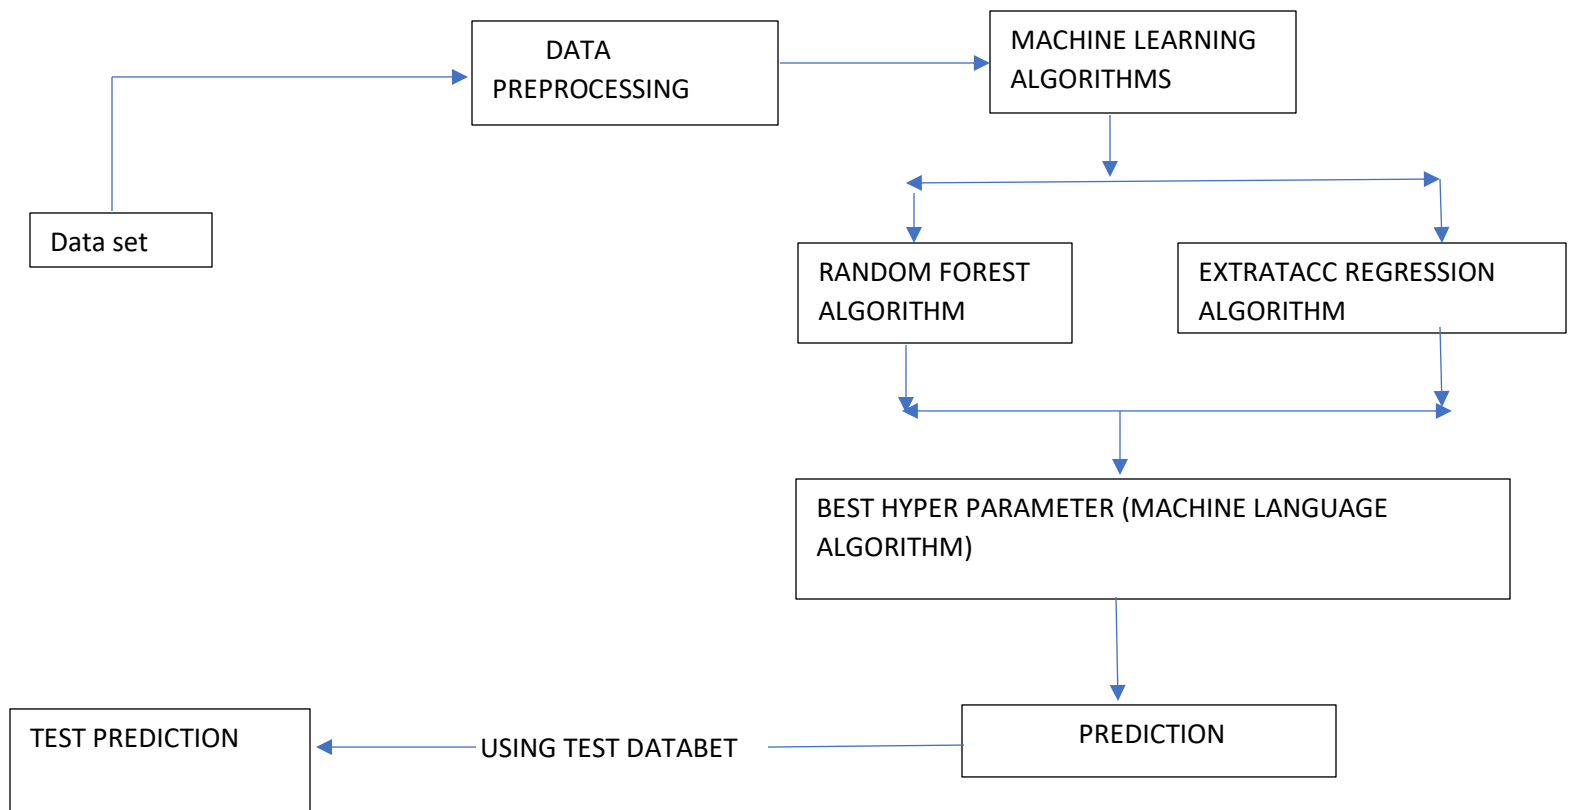 DATA
PREPROCESSING
MACHINE LEARNING
ALGORITHMS
Data set
RANDOM FOREST
ALGORITHM
EXTRATACC REGRESSION
ALGORITHM
BEST HYPER PARAMETER (MACHINE LANGUAGE
ALGORITHM)
PREDICTION
USING TEST DATABET
TEST PREDICTION